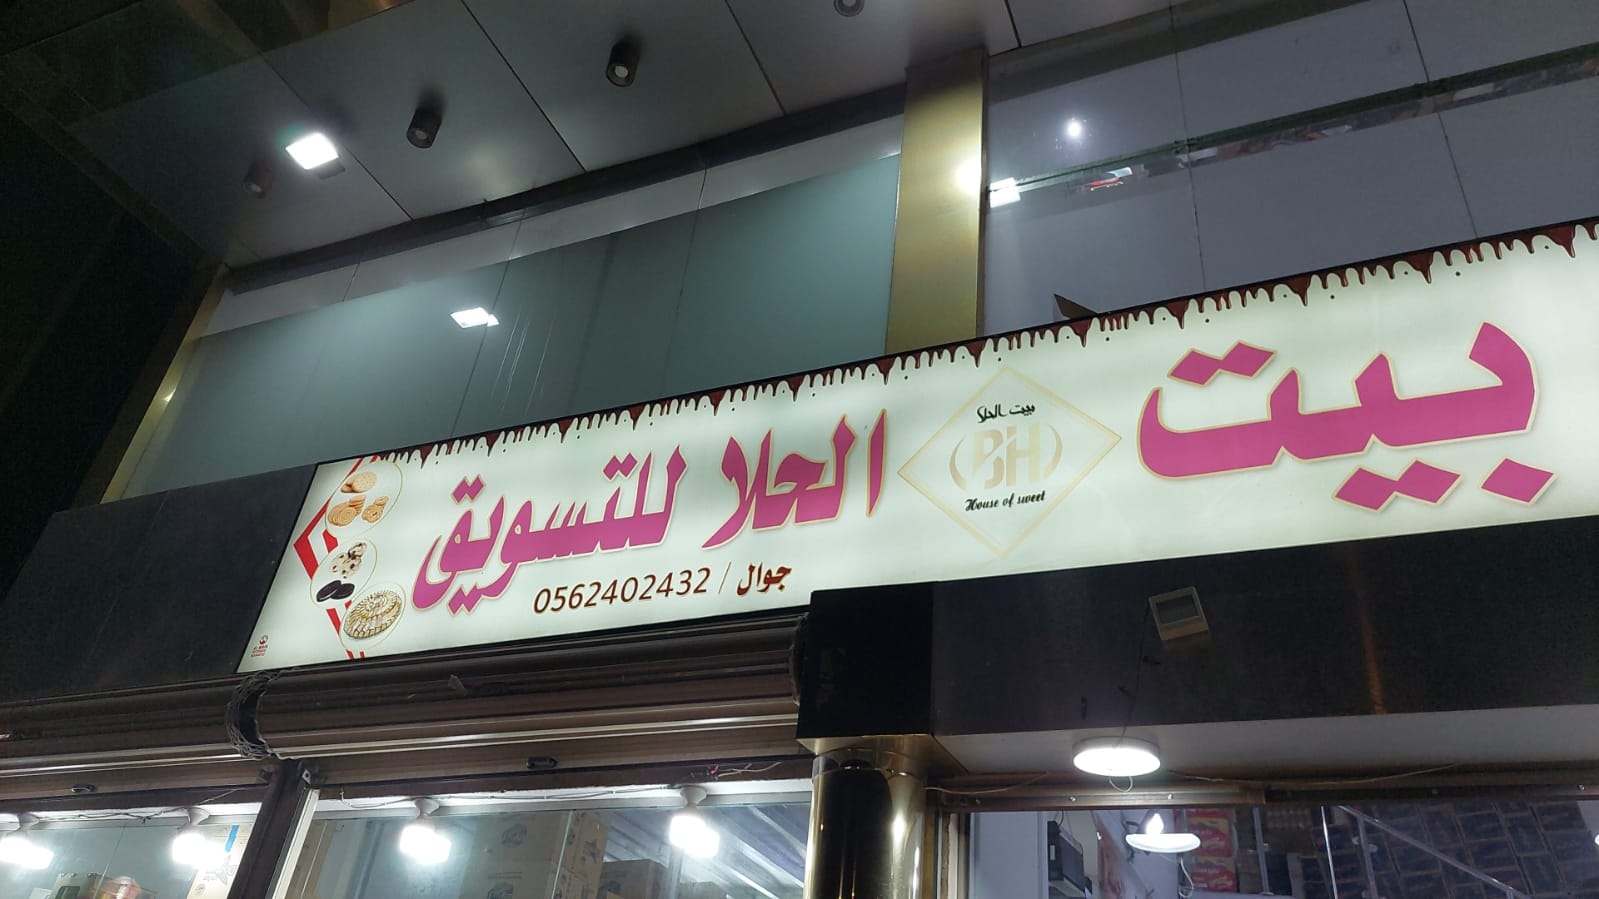 بيت الحلا للتسويق
بيت الحلا
BH
House of sweet
جوال / 0562402432